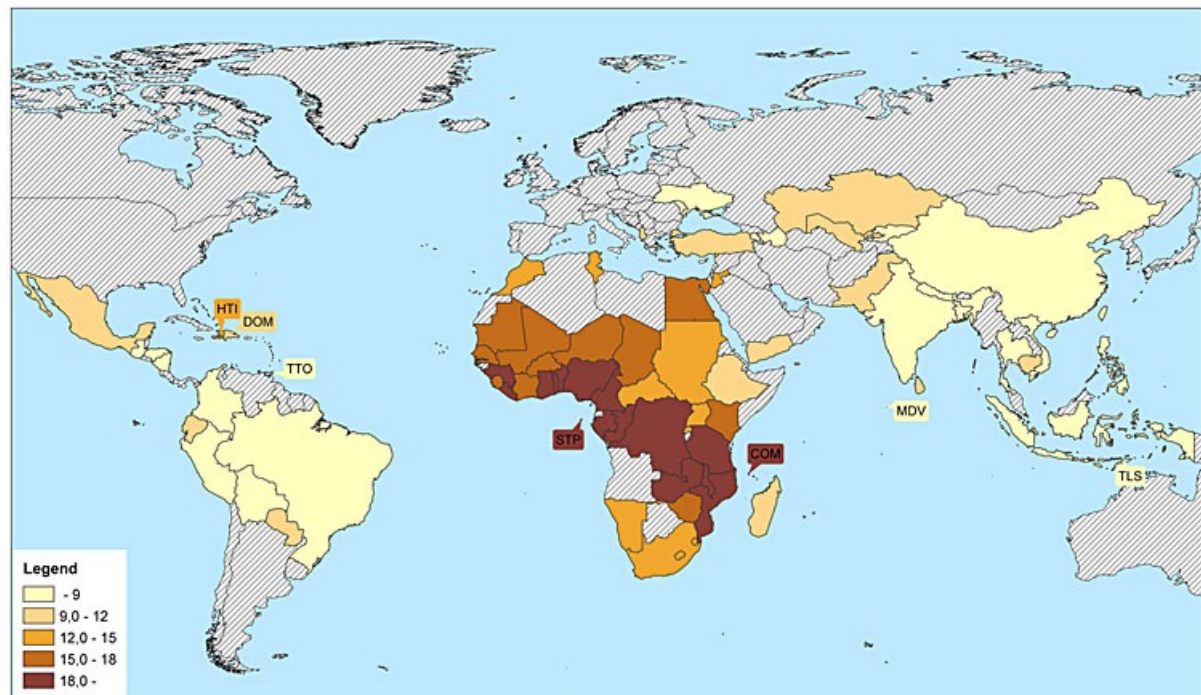 HTI
DOM
TTO
STP
COM
MDV
TLS
Legend
- 9
9,0 - 12
12,0 - 15
15,0 - 18
18,0 -